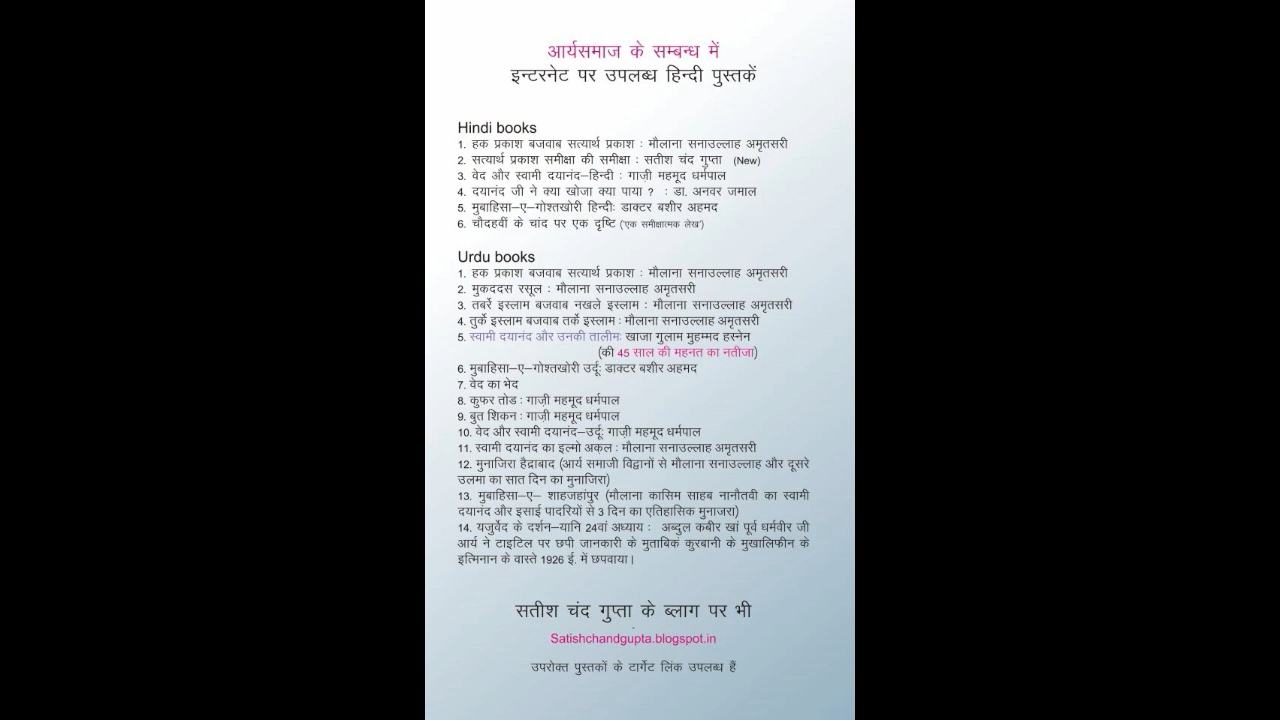 आर्यसमाज के सम्बन्ध में
इन्टरनेट पर उपलब्ध हिन्दी पुस्तकें
Hindi books
1. हक प्रकाश बजवाब सत्यार्थ प्रकाश : मौलाना सनाउल्लाह अमृतसरी
2. सत्यार्थ प्रकाश समीक्षा की समीक्षा : सतीश चंद गुप्ता (New)
3. वेद और स्वामी दयानंद–हिन्दी : गाज़ी महमूद धर्मपाल
4. दयानंद जी ने क्या खोजा क्या पाया ? : डा. अनवर जमाल
5. मुबाहिसा–ए–गोश्तखोरी हिन्दीः डाक्टर बशीर अहमद
6. चौदहवीं के चांद पर एक दृष्टि ('एक समीक्षात्मक लेख')
Urdu books
1. हक प्रकाश बजवाब सत्यार्थ प्रकाश : मौलाना सनाउल्लाह अमृतसरी
2. मुकददस रसूल : मौलाना सनाउल्लाह अमृतसरी
3. तबर्रे इस्लाम बजवाब नखले इस्लाम : मौलाना सनाउल्लाह अमृतसरी
4. तुर्के इस्लाम बजवाब तर्के इस्लाम : मौलाना सनाउल्लाह अमृतसरी
5. स्वामी दयानंद और उनकी तालीमः खाजा गुलाम मुहम्मद हस्नेन
(की 45 साल की महनत का नतीजा)
6. मुबाहिसा–ए–गोश्तखोरी उर्दू: डाक्टर बशीर अहमद
7. वेद का भेद
8. कुफर तोड : गाज़ी महमूद धर्मपाल
9. बुत शिकन : गाज़ी महमूद धर्मपाल
10. वेद और स्वामी दयानंद–उर्दू: गाज़ी महमूद धर्मपाल
11. स्वामी दयानंद का इल्मो अक़्ल : मौलाना सनाउल्लाह अमृतसरी
12. मुनाजिरा हैद्राबाद (आर्य समाजी विद्वानों से मौलाना सनाउल्लाह और दूसरे
उलमा का सात दिन का मुनाजिरा)
13. मुबाहिसा–ए– शाहजहांपुर (मौलाना कासिम साहब नानौतवी का स्वामी
दयानंद और इसाई पादरियों से 3 दिन का एतिहासिक मुनाजरा)
14. यजुर्वेद के दर्शन–यानि 24वां अध्याय : अब्दुल कबीर खां पूर्व धर्मवीर जी
आर्य ने टाइटिल पर छपी जानकारी के मुताबिक कुरबानी के मुखालिफीन के
इत्मिनान के वास्ते 1926 ई. में छपवाया।
सतीश चंद गुप्ता के ब्लाग पर भी
Satishchandgupta.blogspot.in
उपरोक्त पुस्तकों के टार्गेट लिंक उपलब्ध हैं